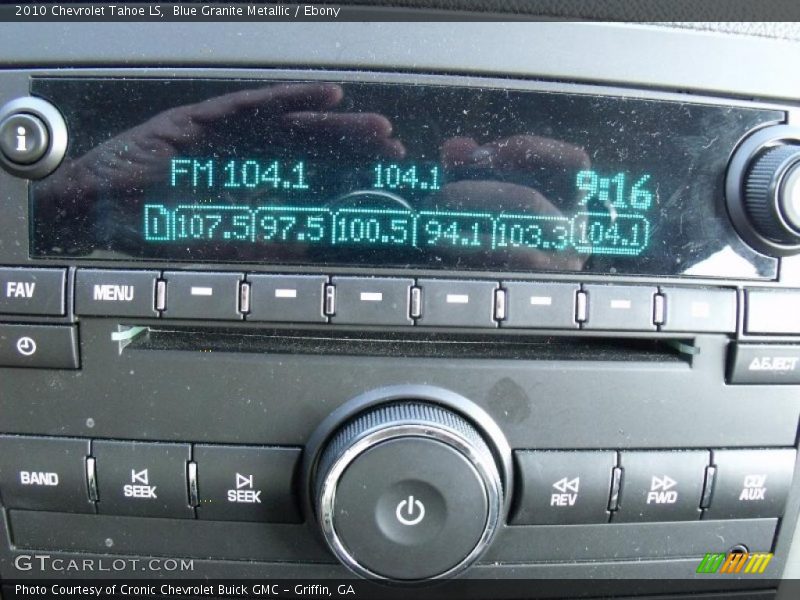 2010 Chevrolet Tahoe LS,  Blue Granite Metallic / Ebony
i
FM 104.1 104.1 9:16
1 107.5 97.5 100.5 94.1 103.3 104.1
FAV MENU
EJECT
BAND SEEK SEEK REV FWD CD/ AUX
GTCARLOT.COM
Photo Courtesy of Cronic Chevrolet Buick GMC – Griffin, GA